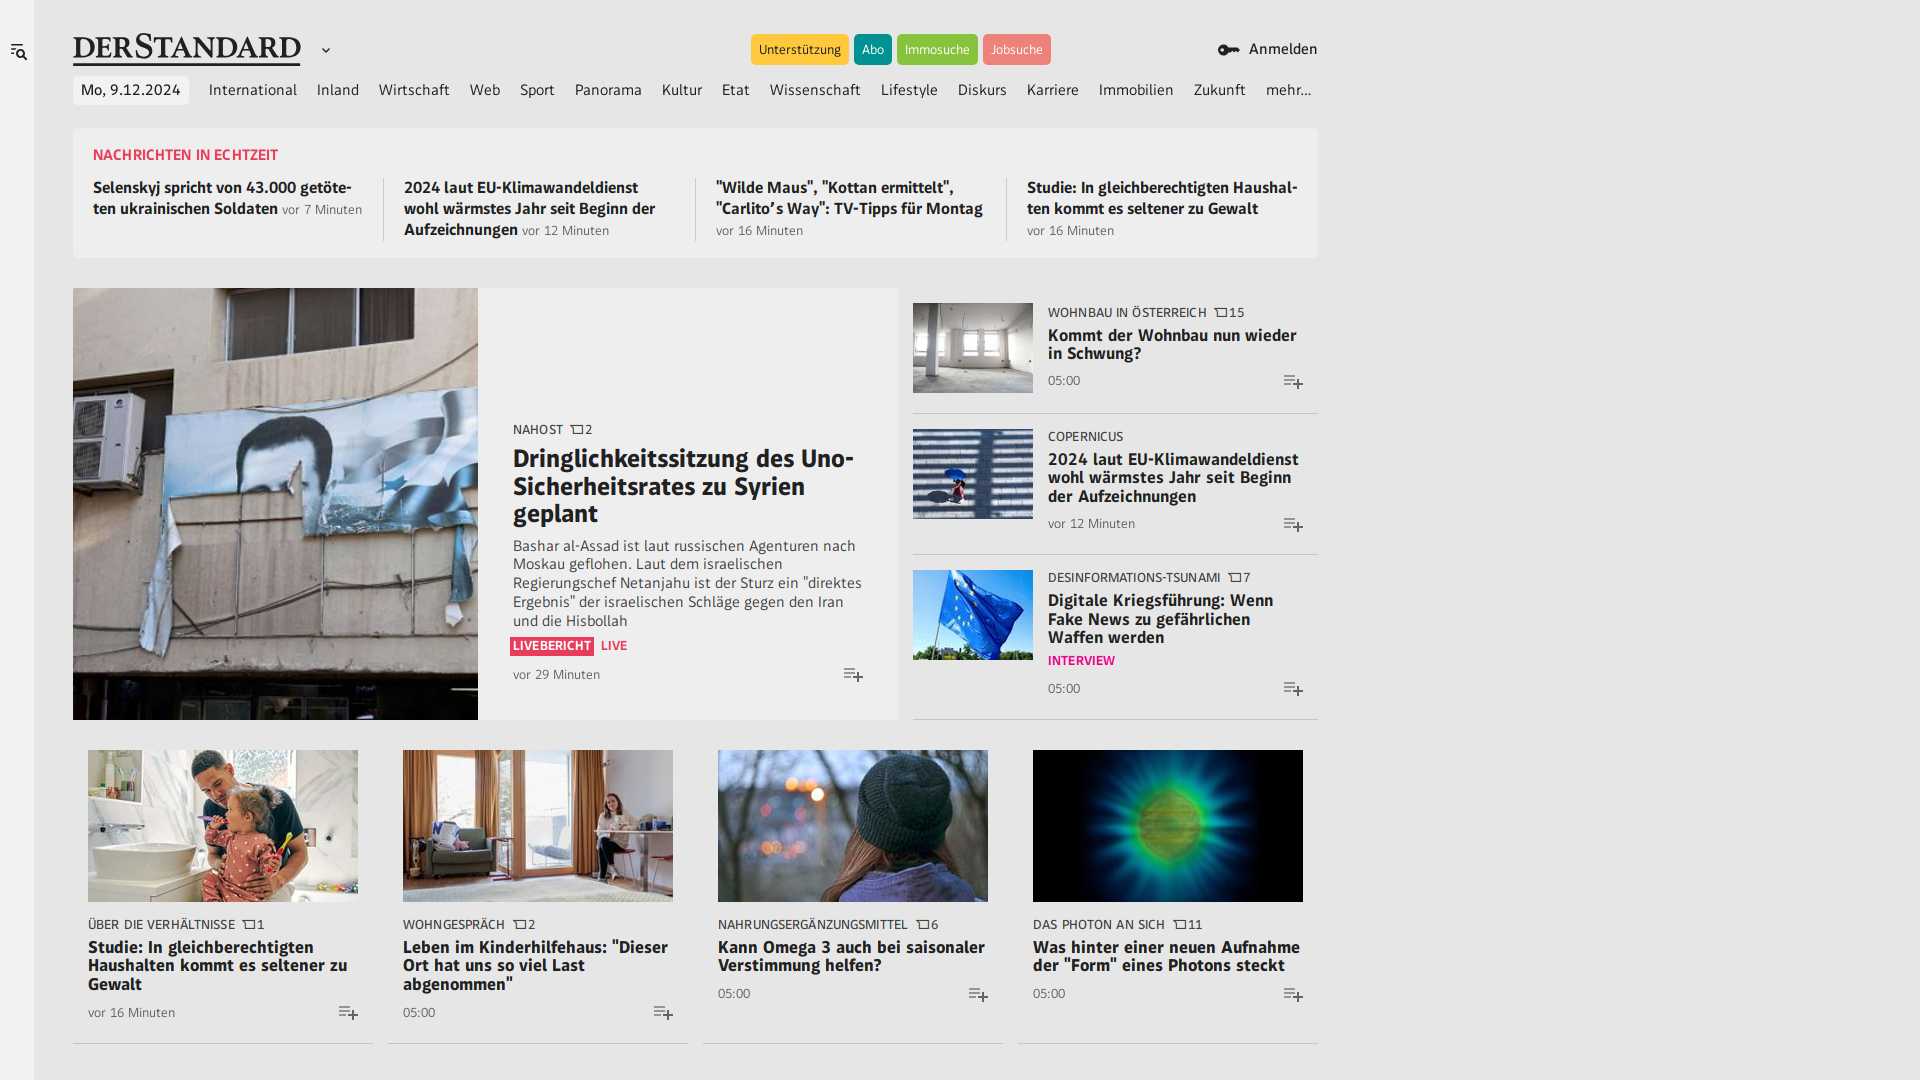 DERSTANDARD
Unterstützung
Abo
Immosuche
Jobsuche
Anmelden
Mo, 9.12.2024
International
Inland
Wirtschaft
Web
Sport
Panorama
Kultur
Etat
Wissenschaft
Lifestyle
Diskurs
Karriere
Immobilien
Zukunft
mehr...
NACHRICHTEN IN ECHTZEIT
Selenskyj spricht von 43.000 getöte-
ten ukrainischen Soldaten vor 7 Minuten
2024 laut EU-Klimawandeldienst
wohl wärmstes Jahr seit Beginn der
Aufzeichnungen vor 12 Minuten
"Wilde Maus", "Kottan ermittelt",
"Carlito’s Way": TV-Tipps für Montag
vor 16 Minuten
Studie: In gleichberechtigten Haushal-
ten kommt es seltener zu Gewalt
vor 16 Minuten
NAHOST 2
Dringlichkeitssitzung des Uno-
Sicherheitsrates zu Syrien
geplant
Bashar al-Assad ist laut russischen Agenturen nach
Moskau geflohen. Laut dem israelischen
Regierungschef Netanjahu ist der Sturz ein "direktes
Ergebnis" der israelischen Schläge gegen den Iran
und die Hisbollah
LIVEBERICHT LIVE
vor 29 Minuten
WOHNBAU IN ÖSTERREICH 15
Kommt der Wohnbau nun wieder
in Schwung?
05:00
COPERNICUS
2024 laut EU-Klimawandeldienst
wohl wärmstes Jahr seit Beginn
der Aufzeichnungen
vor 12 Minuten
DESINFORMATIONS-TSUNAMI 7
Digitale Kriegsführung: Wenn
Fake News zu gefährlichen
Waffen werden
INTERVIEW
05:00
ÜBER DIE VERHÄLTNISSE 1
Studie: In gleichberechtigten
Haushalten kommt es seltener zu
Gewalt
vor 16 Minuten
WOHNGESPRÄCH 2
Leben im Kinderhilfehaus: "Dieser
Ort hat uns so viel Last
abgenommen"
05:00
NAHRUNGSERGÄNZUNGSMITTEL 6
Kann Omega 3 auch bei saisonaler
Verstimmung helfen?
05:00
DAS PHOTON AN SICH 11
Was hinter einer neuen Aufnahme
der "Form" eines Photons steckt
05:00